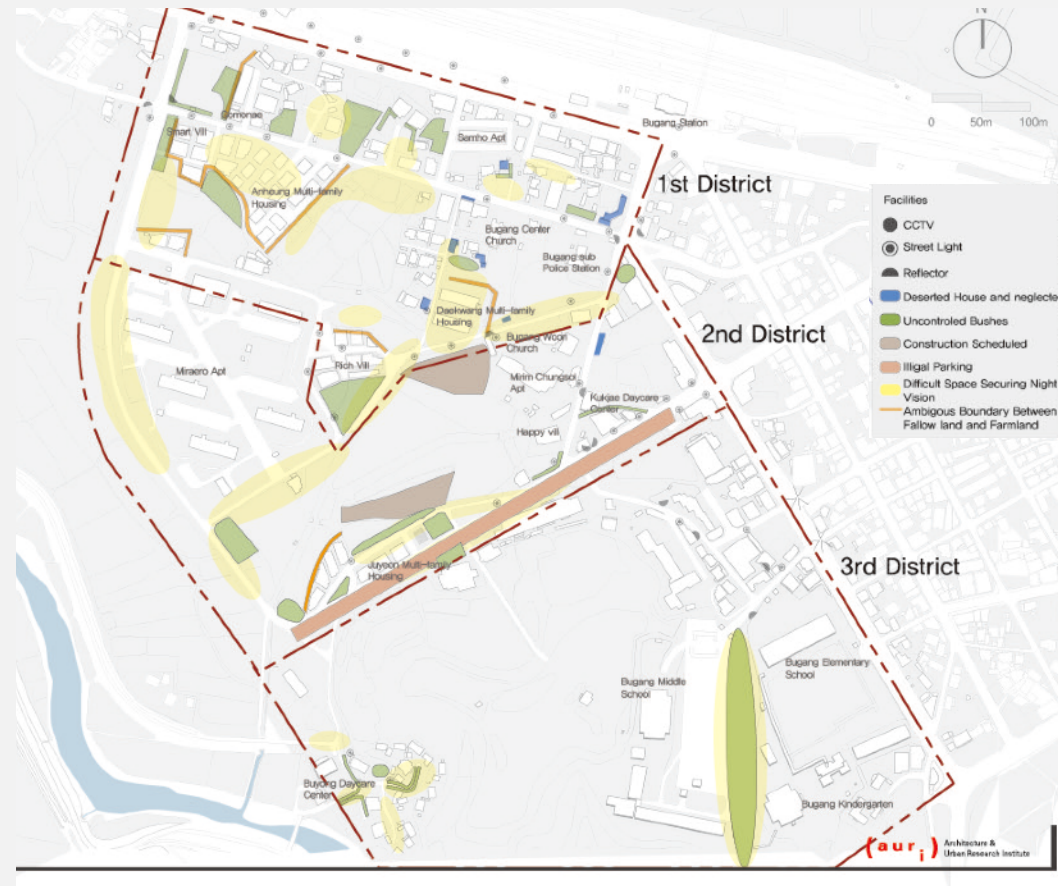 N
0 50m 100m
Bugang Station
Smart Vill
Samho Apt
1st District
Anheung Multi-family
Housing
Bugang Center
Church
Bugang sub
Police Station
Facilities
CCTV
Street Light
Reflector
Deserted House and neglecte
Uncontroled Bushes
Construction Scheduled
Illigal Parking
Difficult Space Securing Night
Vision
Ambigous Boundary Between
Fallow land and Farmland
Daekwang Multi-family
Housing
2nd District
Bugang Woori
Church
Rich Vill
Miraero Apt
Mirim Chungsol
Apt
Kukjae Daycare
Center
Happy vill
Juyeon Multi-family
Housing
3rd District
Bugang Elementary
School
Bugang Middle
School
Buyong Daycare
Center
Bugang Kindergarten
(aur i)
Architecture &
Urban Research Institute